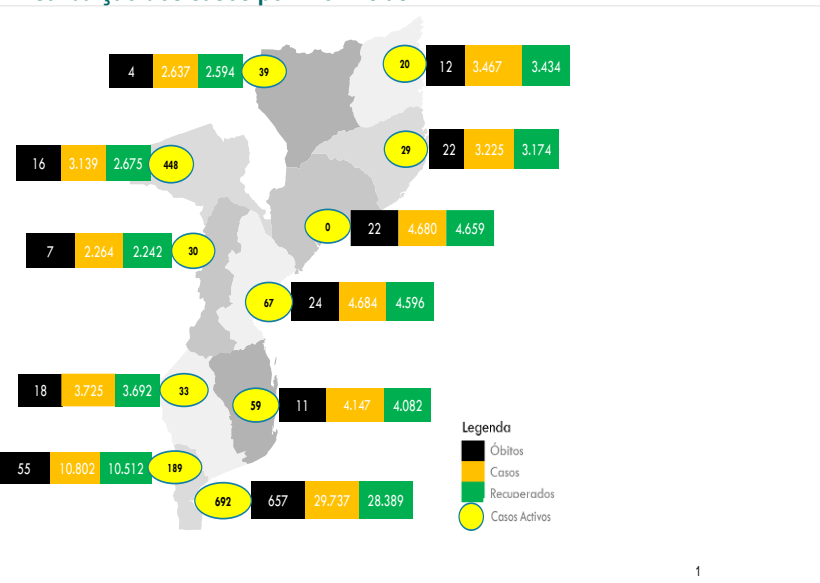 4 2.637 2.594 39
20 12 3.467 3.434
29 22 3.225 3.174
16 3.139 2.675 448
0 22 4.680 4.659
7 2.264 2.242 30
67 24 4.684 4.596
18 3.725 3.692 33
59 11 4.147 4.082
55 10.802 10.512 189
692 657 29.737 28.389
Legenda
Óbitos
Casos
Recuperados
Casos Activos
1